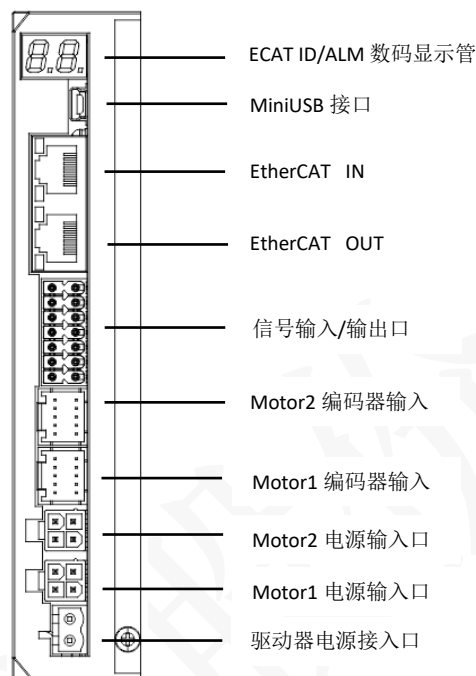 8.8.
ECAT ID/ALM 数码显示管
MiniUSB 接口
EtherCAT IN
EtherCAT OUT
信号输入/输出口
Motor2 编码器输入
Motor1 编码器输入
Motor2 电源输入口
Motor1 电源输入口
驱动器电源接入口